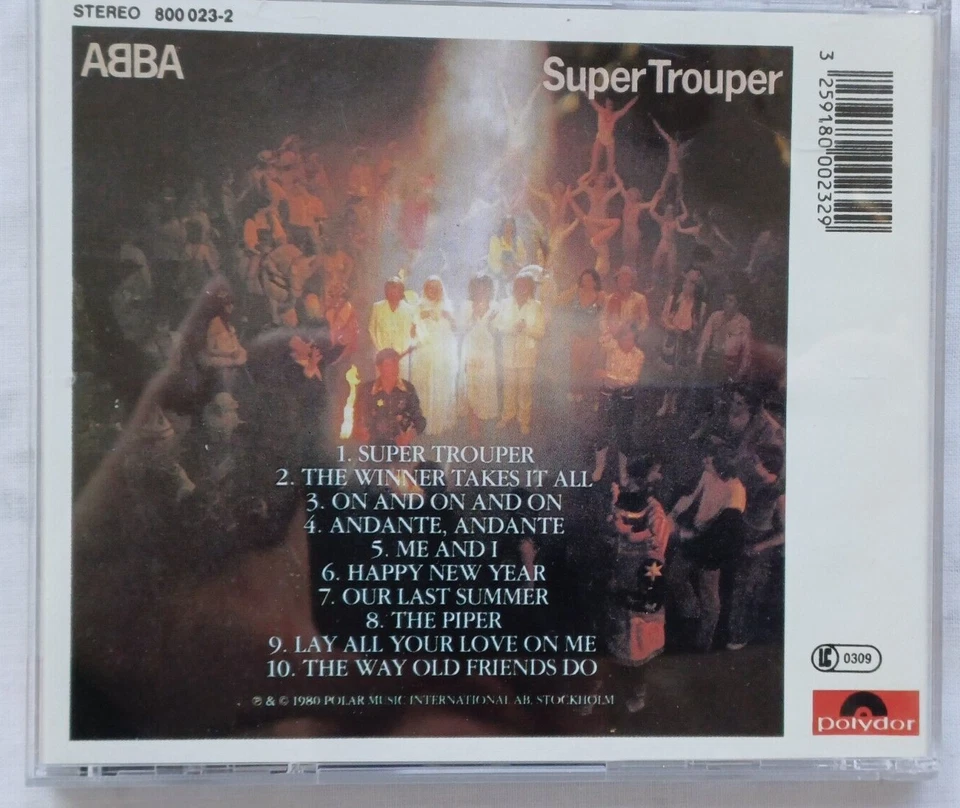 STEREO 800 023-2
ABBA
Super Trouper
3 259180 002329
1. SUPER TROUPER
2. THE WINNER TAKES IT ALL
3. ON AND ON AND ON
4. ANDANTE, ANDANTE
5. ME AND I
6. HAPPY NEW YEAR
7. OUR LAST SUMMER
8. THE PIPER
9. LAY ALL YOUR LOVE ON ME
10. THE WAY OLD FRIENDS DO
℗ & © 1980 POLAR MUSIC INTERNATIONAL AB, STOCKHOLM
LC 0309
polydor